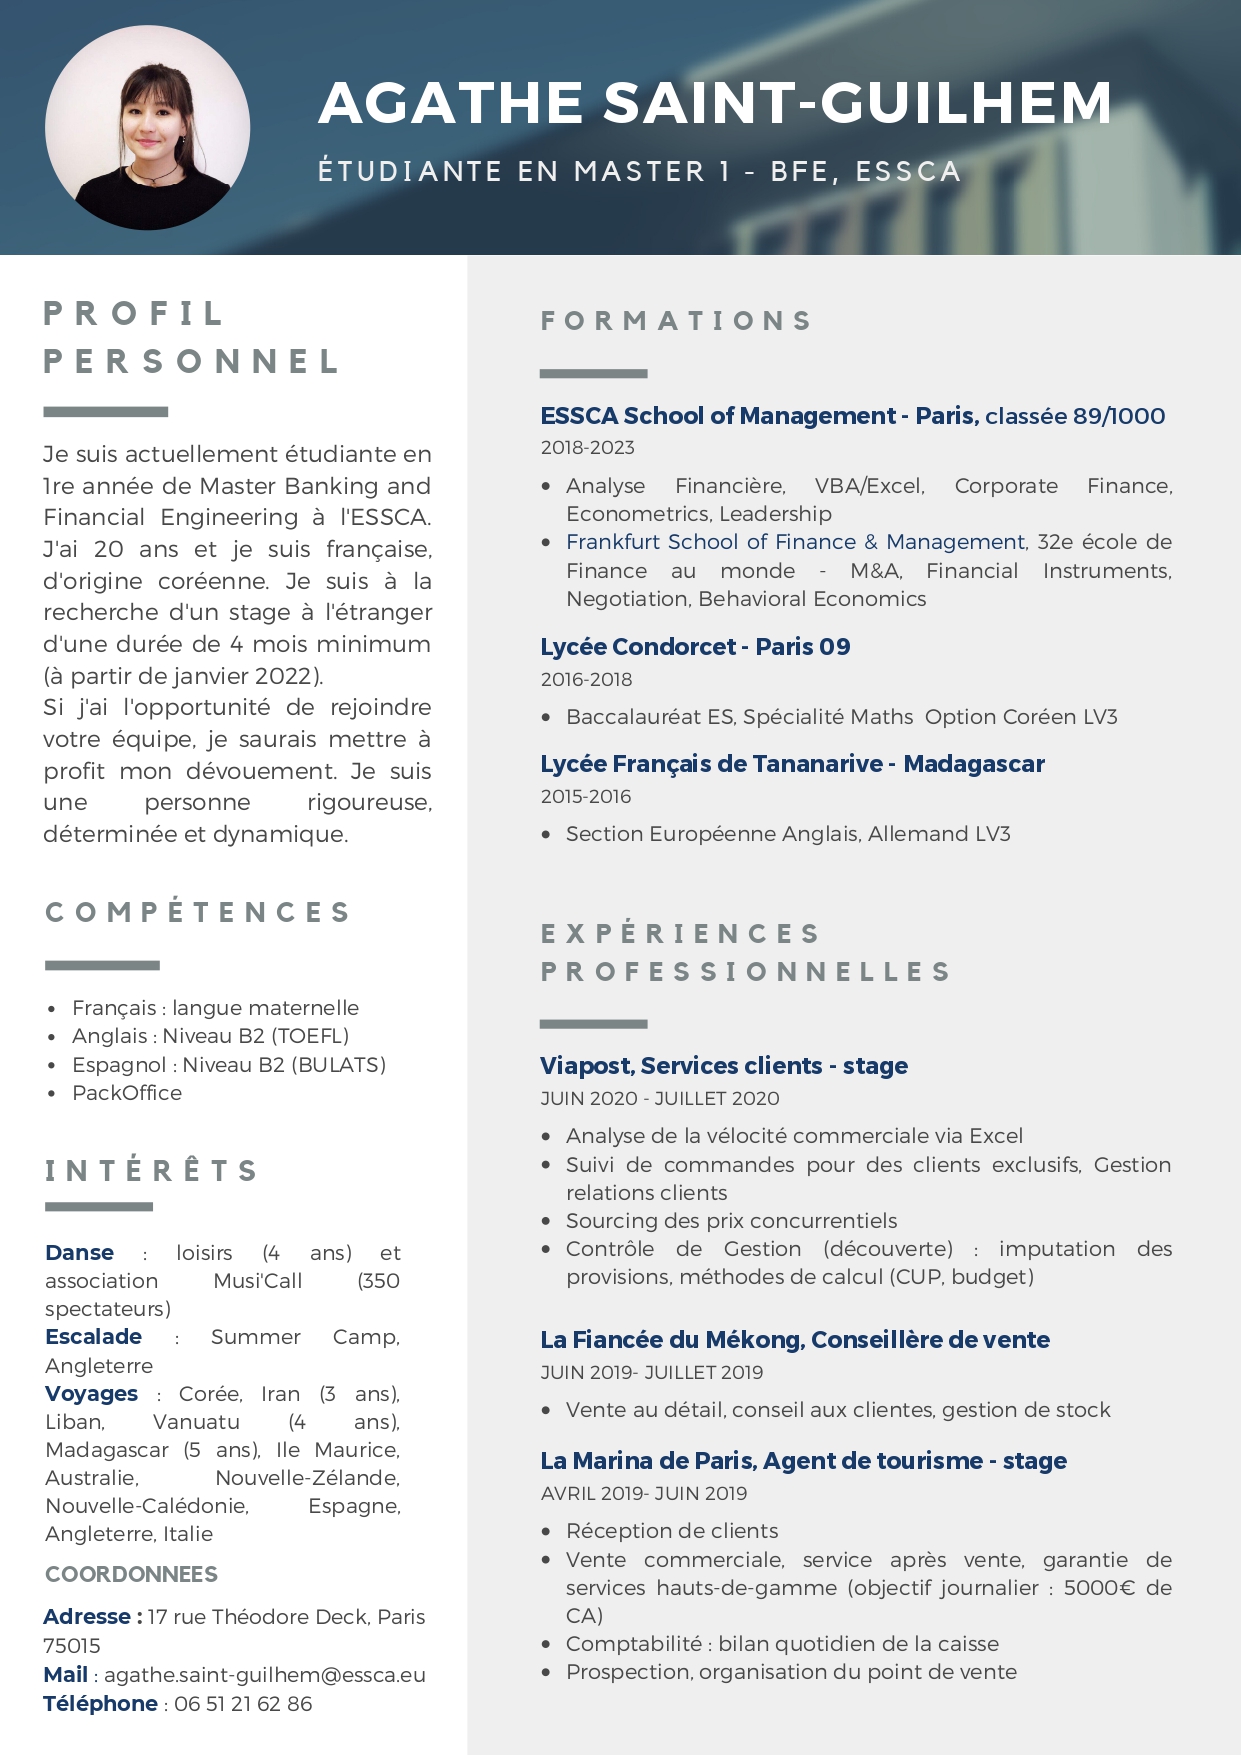 AGATHE SAINT-GUILHEM
ÉTUDIANTE EN MASTER 1 - BFE, ESSCA
PROFIL
PERSONNEL
Je suis actuellement étudiante en
1re année de Master Banking and
Financial Engineering à l'ESSCA.
J'ai 20 ans et je suis française,
d'origine coréenne. Je suis à la
recherche d'un stage à l'étranger
d'une durée de 4 mois minimum
(à partir de janvier 2022).
Si j'ai l'opportunité de rejoindre
votre équipe, je saurais mettre à
profit mon dévouement. Je suis
une personne rigoureuse,
déterminée et dynamique.
COMPÉTENCES
• Français : langue maternelle
• Anglais : Niveau B2 (TOEFL)
• Espagnol : Niveau B2 (BULATS)
• PackOffice
INTÉRÊTS
Danse : loisirs (4 ans) et
association Musi'Call (350
spectateurs)
Escalade : Summer Camp,
Angleterre
Voyages : Corée, Iran (3 ans),
Liban, Vanuatu (4 ans),
Madagascar (5 ans), Ile Maurice,
Australie, Nouvelle-Zélande,
Nouvelle-Calédonie, Espagne,
Angleterre, Italie
COORDONNEES
Adresse : 17 rue Théodore Deck, Paris
75015
Mail : agathe.saint-guilhem@essca.eu
Téléphone : 06 51 21 62 86
FORMATIONS
ESSCA School of Management - Paris, classée 89/1000
2018-2023
• Analyse Financière, VBA/Excel, Corporate Finance,
Econometrics, Leadership
• Frankfurt School of Finance & Management, 32e école de
Finance au monde - M&A, Financial Instruments,
Negotiation, Behavioral Economics
Lycée Condorcet - Paris 09
2016-2018
• Baccalauréat ES, Spécialité Maths Option Coréen LV3
Lycée Français de Tananarive - Madagascar
2015-2016
• Section Européenne Anglais, Allemand LV3
EXPÉRIENCES
PROFESSIONNELLES
Viapost, Services clients - stage
JUIN 2020 - JUILLET 2020
• Analyse de la vélocité commerciale via Excel
• Suivi de commandes pour des clients exclusifs, Gestion
relations clients
• Sourcing des prix concurrentiels
• Contrôle de Gestion (découverte) : imputation des
provisions, méthodes de calcul (CUP, budget)
La Fiancée du Mékong, Conseillère de vente
JUIN 2019- JUILLET 2019
• Vente au détail, conseil aux clientes, gestion de stock
La Marina de Paris, Agent de tourisme - stage
AVRIL 2019- JUIN 2019
• Réception de clients
• Vente commerciale, service après vente, garantie de
services hauts-de-gamme (objectif journalier : 5000€ de
CA)
• Comptabilité : bilan quotidien de la caisse
• Prospection, organisation du point de vente